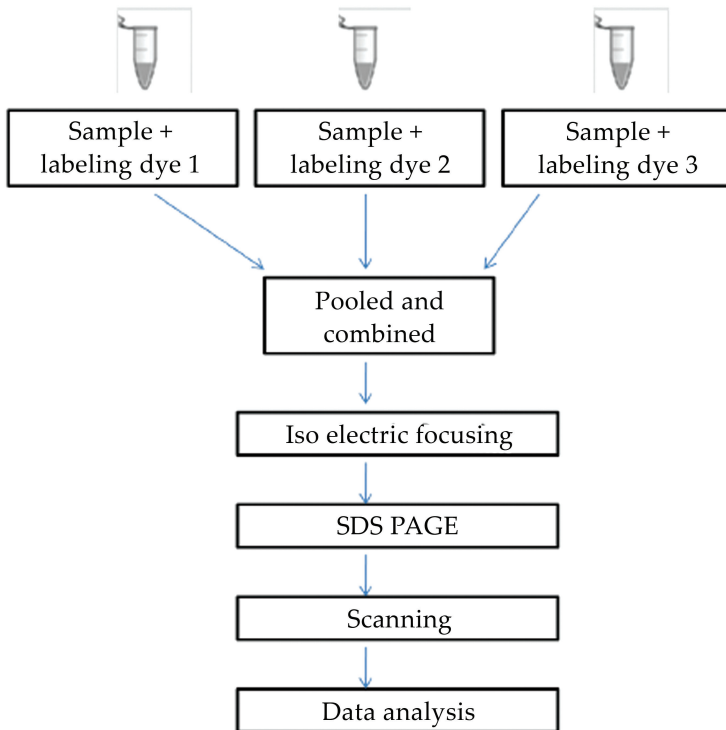 Sample +
labeling dye 1
Sample +
labeling dye 2
Sample +
labeling dye 3
Pooled and
combined
Iso electric focusing
SDS PAGE
Scanning
Data analysis